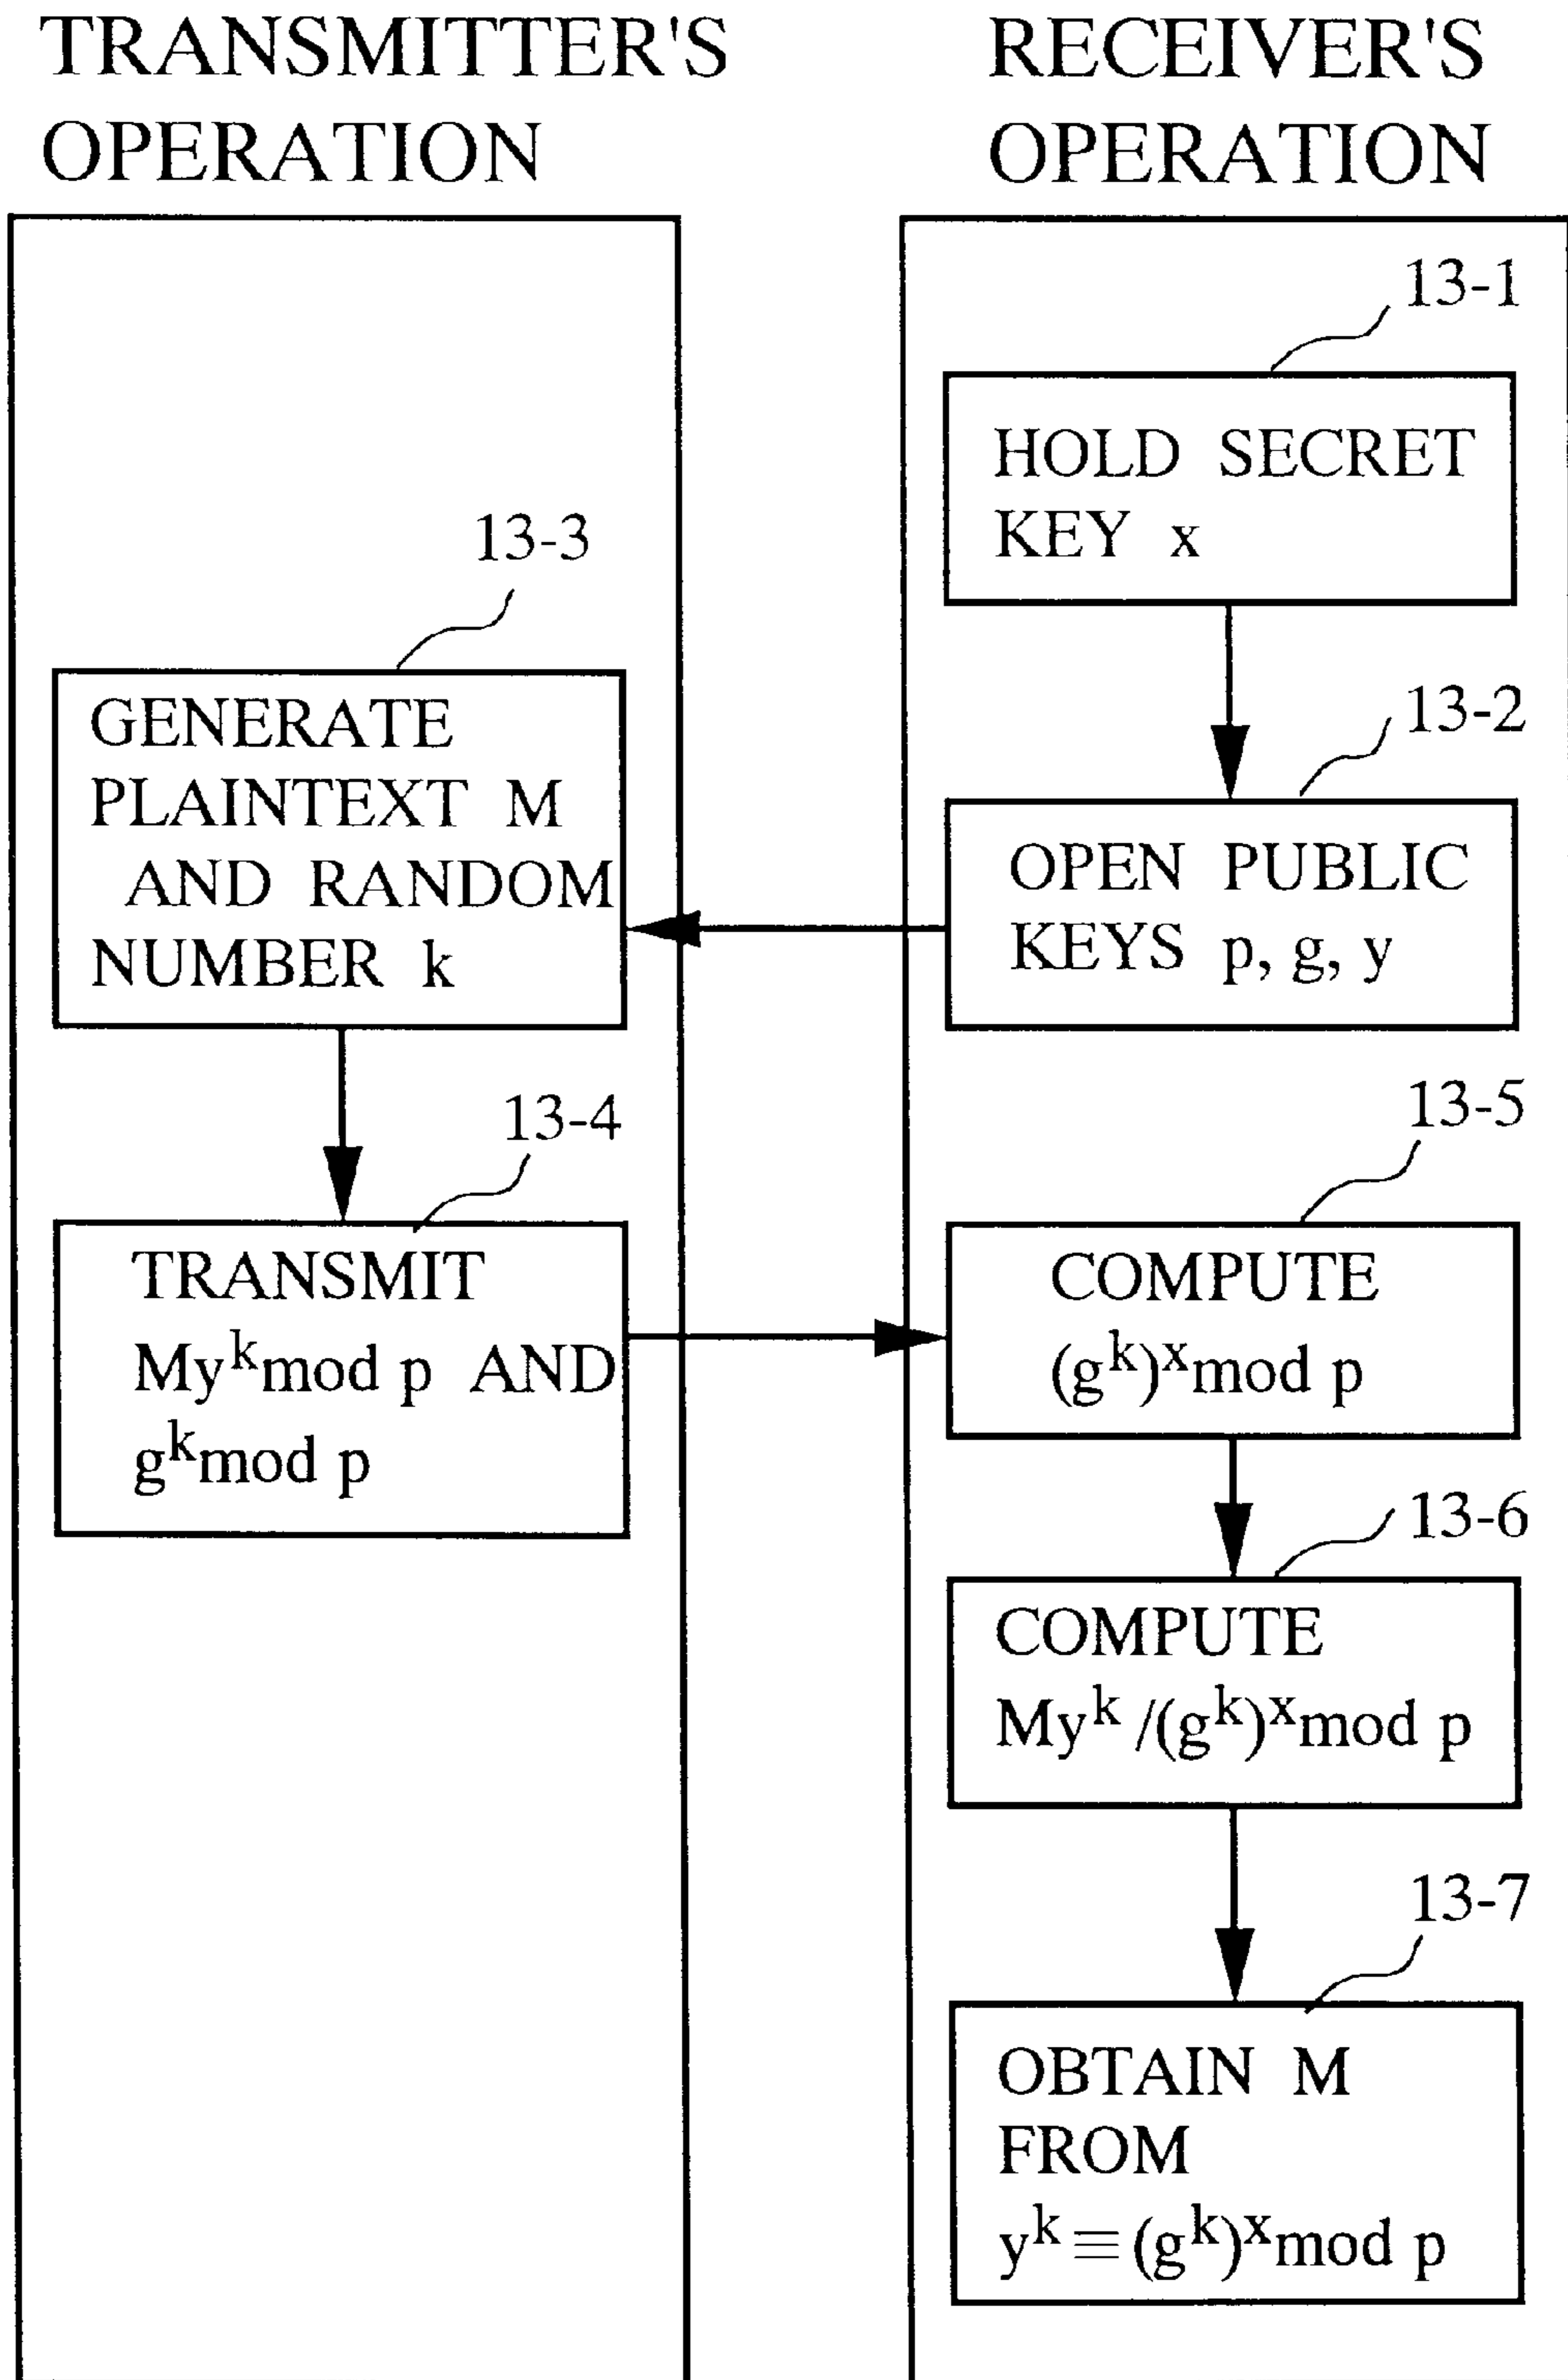 TRANSMITTER'S
OPERATION
RECEIVER'S
OPERATION
13-1
HOLD SECRET
KEY x
13-2
OPEN PUBLIC
KEYS p, g, y
13-3
GENERATE
PLAINTEXT M
AND RANDOM
NUMBER k
13-4
TRANSMIT
My^k mod p AND
g^k mod p
13-5
COMPUTE
(g^k)^x mod p
13-6
COMPUTE
My^k /(g^k)^x mod p
13-7
OBTAIN M
FROM
y^k ≡ (g^k)^x mod p